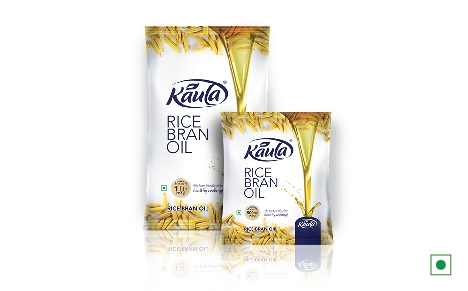 Kaula®
RICE
BRAN
OIL
RICE BRAN OIL
Kaula®
RICE
BRAN
OIL
Kaula
RICE BRAN OIL